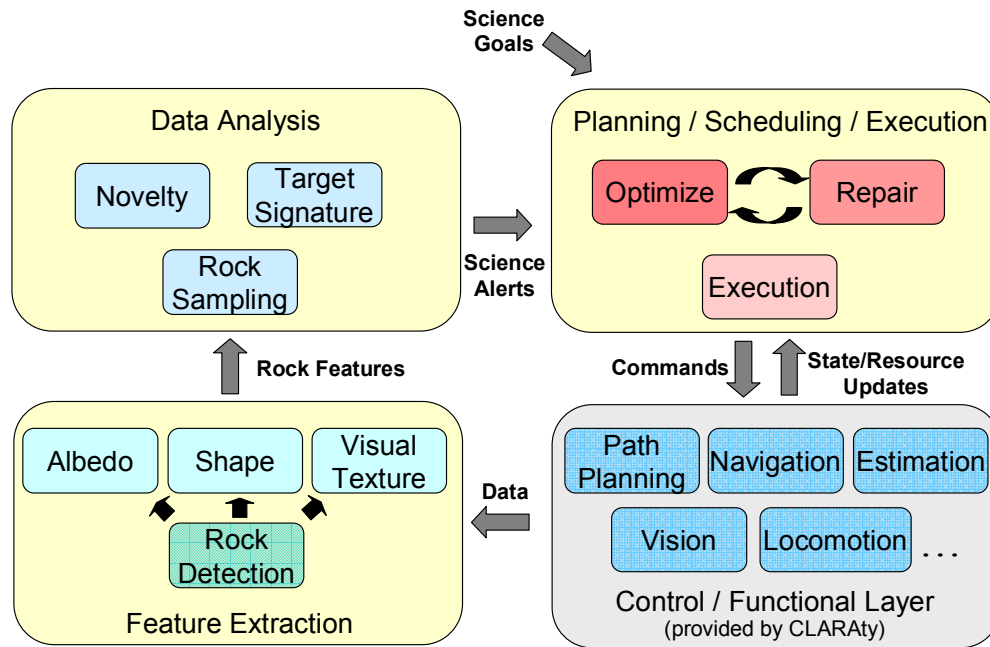 Science
Goals
Data Analysis
Novelty
Target
Signature
Rock
Sampling
Science
Alerts
Planning / Scheduling / Execution
Optimize
Repair
Execution
Rock Features
Commands
State/Resource
Updates
Albedo
Shape
Visual
Texture
Rock
Detection
Feature Extraction
Data
Path
Planning
Navigation
Estimation
Vision
Locomotion
...
Control / Functional Layer
(provided by CLARAty)